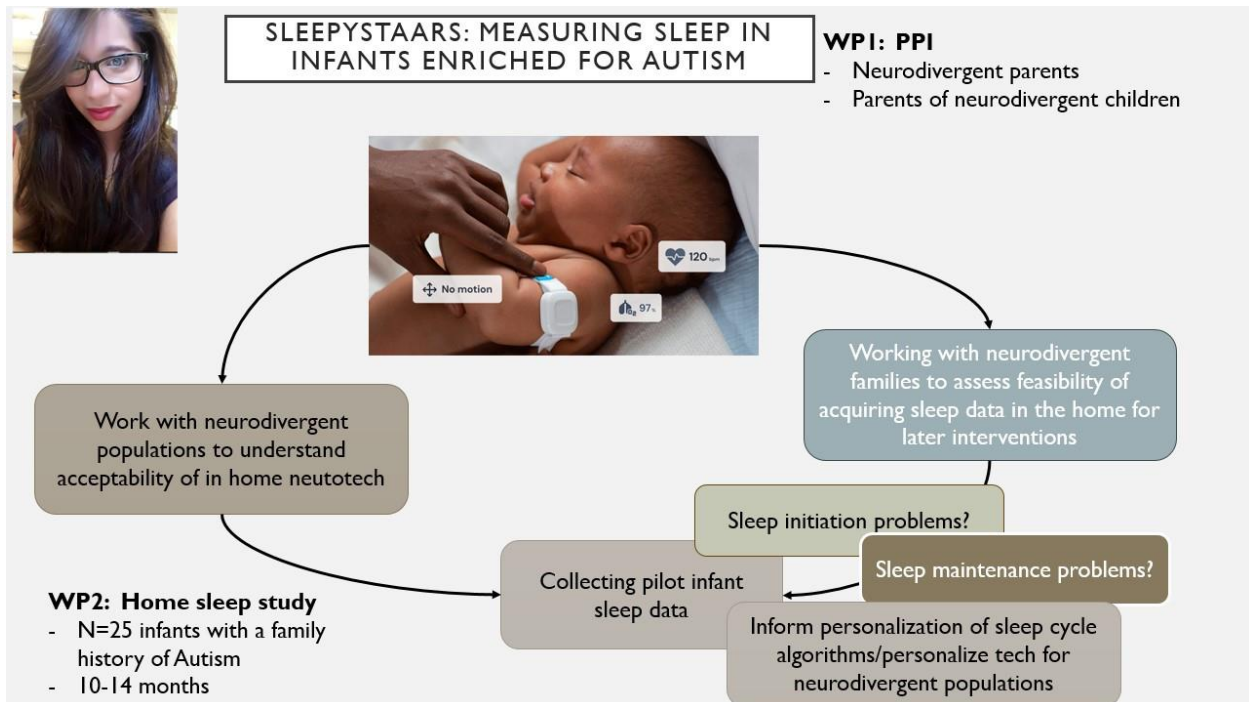 SLEEPYSTAARS: MEASURING SLEEP IN
INFANTS ENRICHED FOR AUTISM
WP1: PPI
- Neurodivergent parents
- Parents of neurodivergent children
120 bpm
No motion
97%
Working with neurodivergent
families to assess feasibility of
acquiring sleep data in the home for
later interventions
Work with neurodivergent
populations to understand
acceptability of in home neutotech
Sleep initiation problems?
Sleep maintenance problems?
Collecting pilot infant
sleep data
Inform personalization of sleep cycle
algorithms/personalize tech for
neurodivergent populations
WP2: Home sleep study
- N=25 infants with a family
history of Autism
- 10-14 months